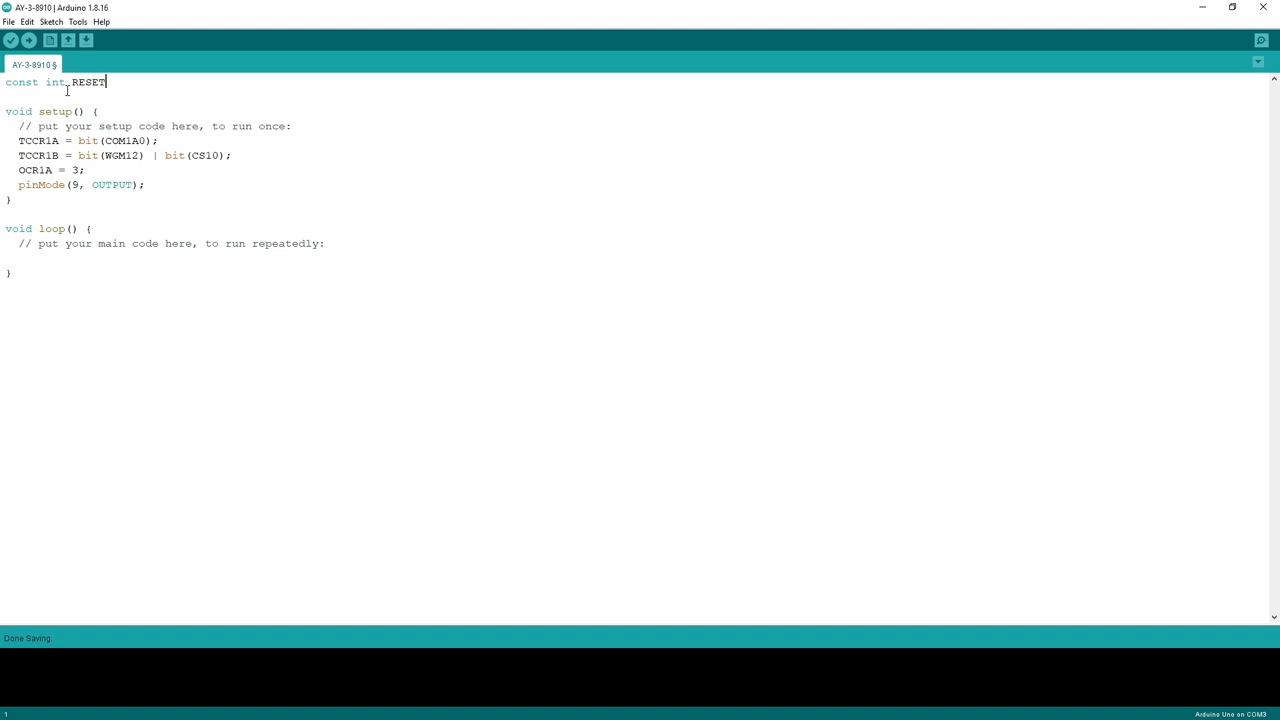 AY-3-8910 | Arduino 1.8.16
File Edit Sketch Tools Help
AY-3-8910 §
const int RESET

void setup() {
  // put your setup code here, to run once:
  TCCR1A = bit(COM1A0);
  TCCR1B = bit(WGM12) | bit(CS10);
  OCR1A = 3;
  pinMode(9, OUTPUT);
}

void loop() {
  // put your main code here, to run repeatedly:

}
Done Saving.
1 Arduino Uno on COM3